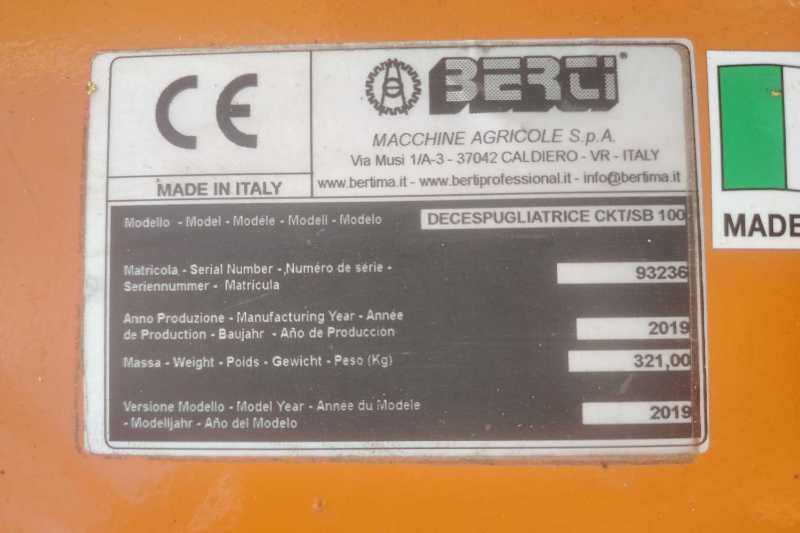 CE
BERTI®
MACCHINE AGRICOLE S.p.A.
Via Musi 1/A-3 - 37042 CALDIERO - VR - ITALY
MADE IN ITALY
www.bertima.it - www.bertiprofessional.it - info@bertima.it
Modello - Model - Modéle - Modell - Modelo
DECESPUGLIATRICE CKT/SB 100
Matricola - Serial Number -,Numéro de série -
Seriennummer - Matrícula
93236
Anno Produzione - Manufacturing Year - Année
de Production - Baujahr - Año de Producción
2019
Massa - Weight - Poids - Gewicht - Peso (Kg)
321,00
Versione Modello - Model Year - Année du Modèle
- Modelljahr - Año del Modelo
2019
MADE